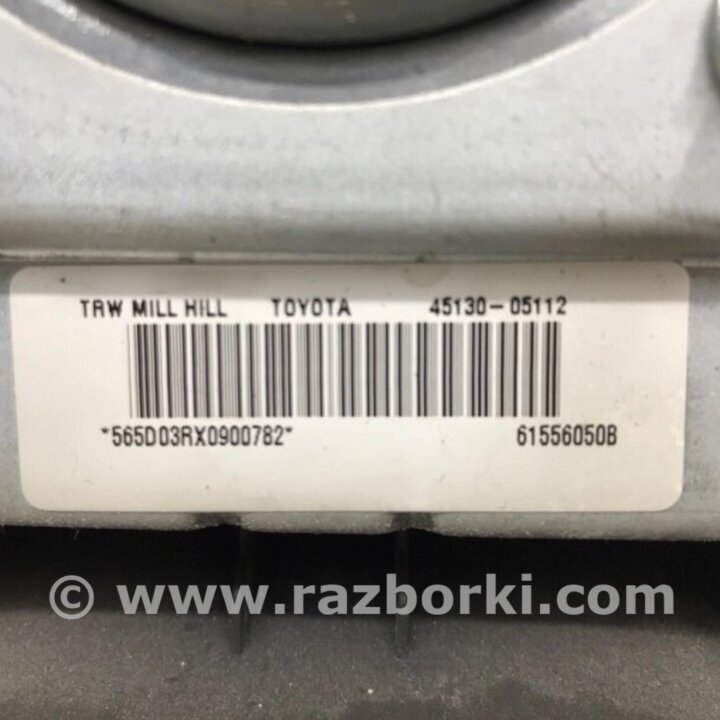 TRW MILL HILL TOYOTA 45130-05112
*565D03RX0900782* 61556050B
© www.razborki.com